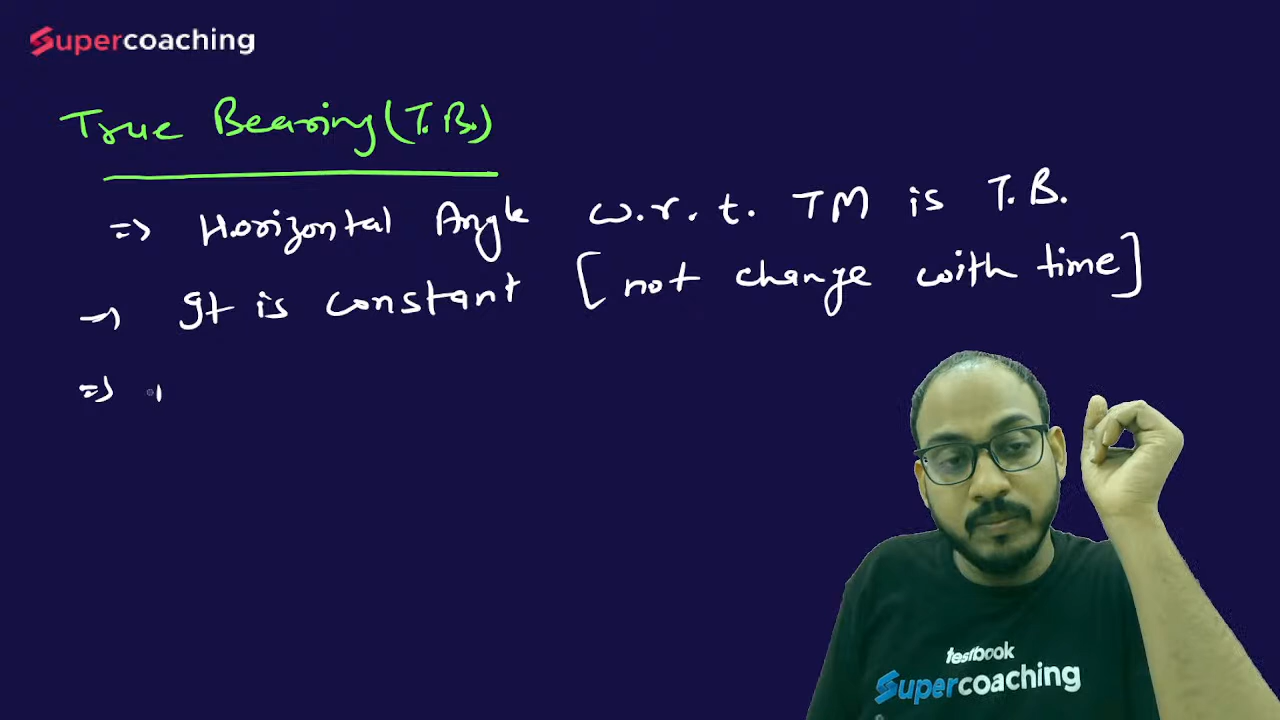 Supercoaching
True Bearing (T.B.)
=> Horizontal Angle w.r.t. TM is T.B.
→ It is constant [not change with time]
=>
testbook
Supercoaching